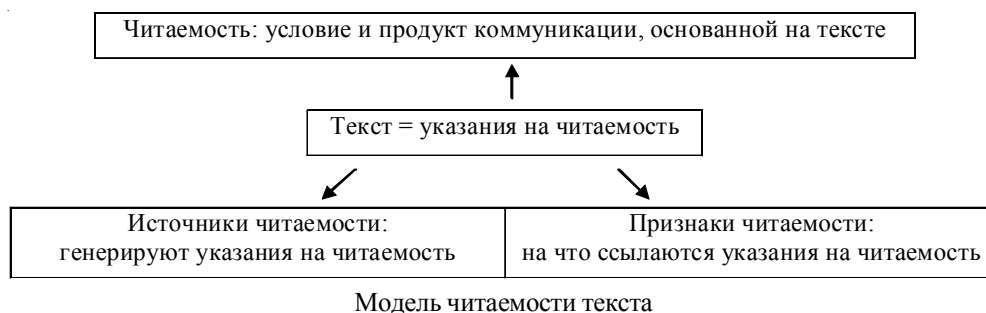 Читаемость: условие и продукт коммуникации, основанной на тексте
Текст = указания на читаемость
Источники читаемости:
генерируют указания на читаемость
Признаки читаемости:
на что ссылаются указания на читаемость
Модель читаемости текста